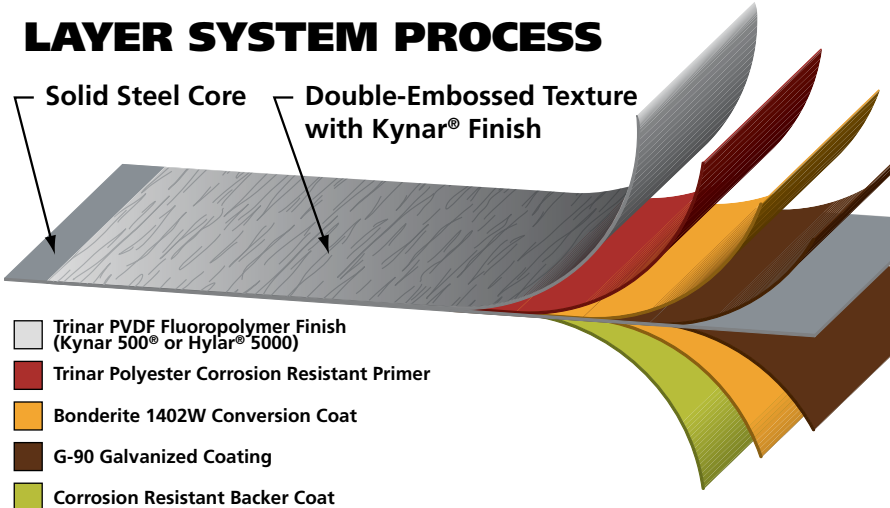 LAYER SYSTEM PROCESS
Solid Steel Core
Double-Embossed Texture
with Kynar® Finish
Trinar PVDF Fluoropolymer Finish
(Kynar 500® or Hylar® 5000)
Trinar Polyester Corrosion Resistant Primer
Bonderite 1402W Conversion Coat
G-90 Galvanized Coating
Corrosion Resistant Backer Coat